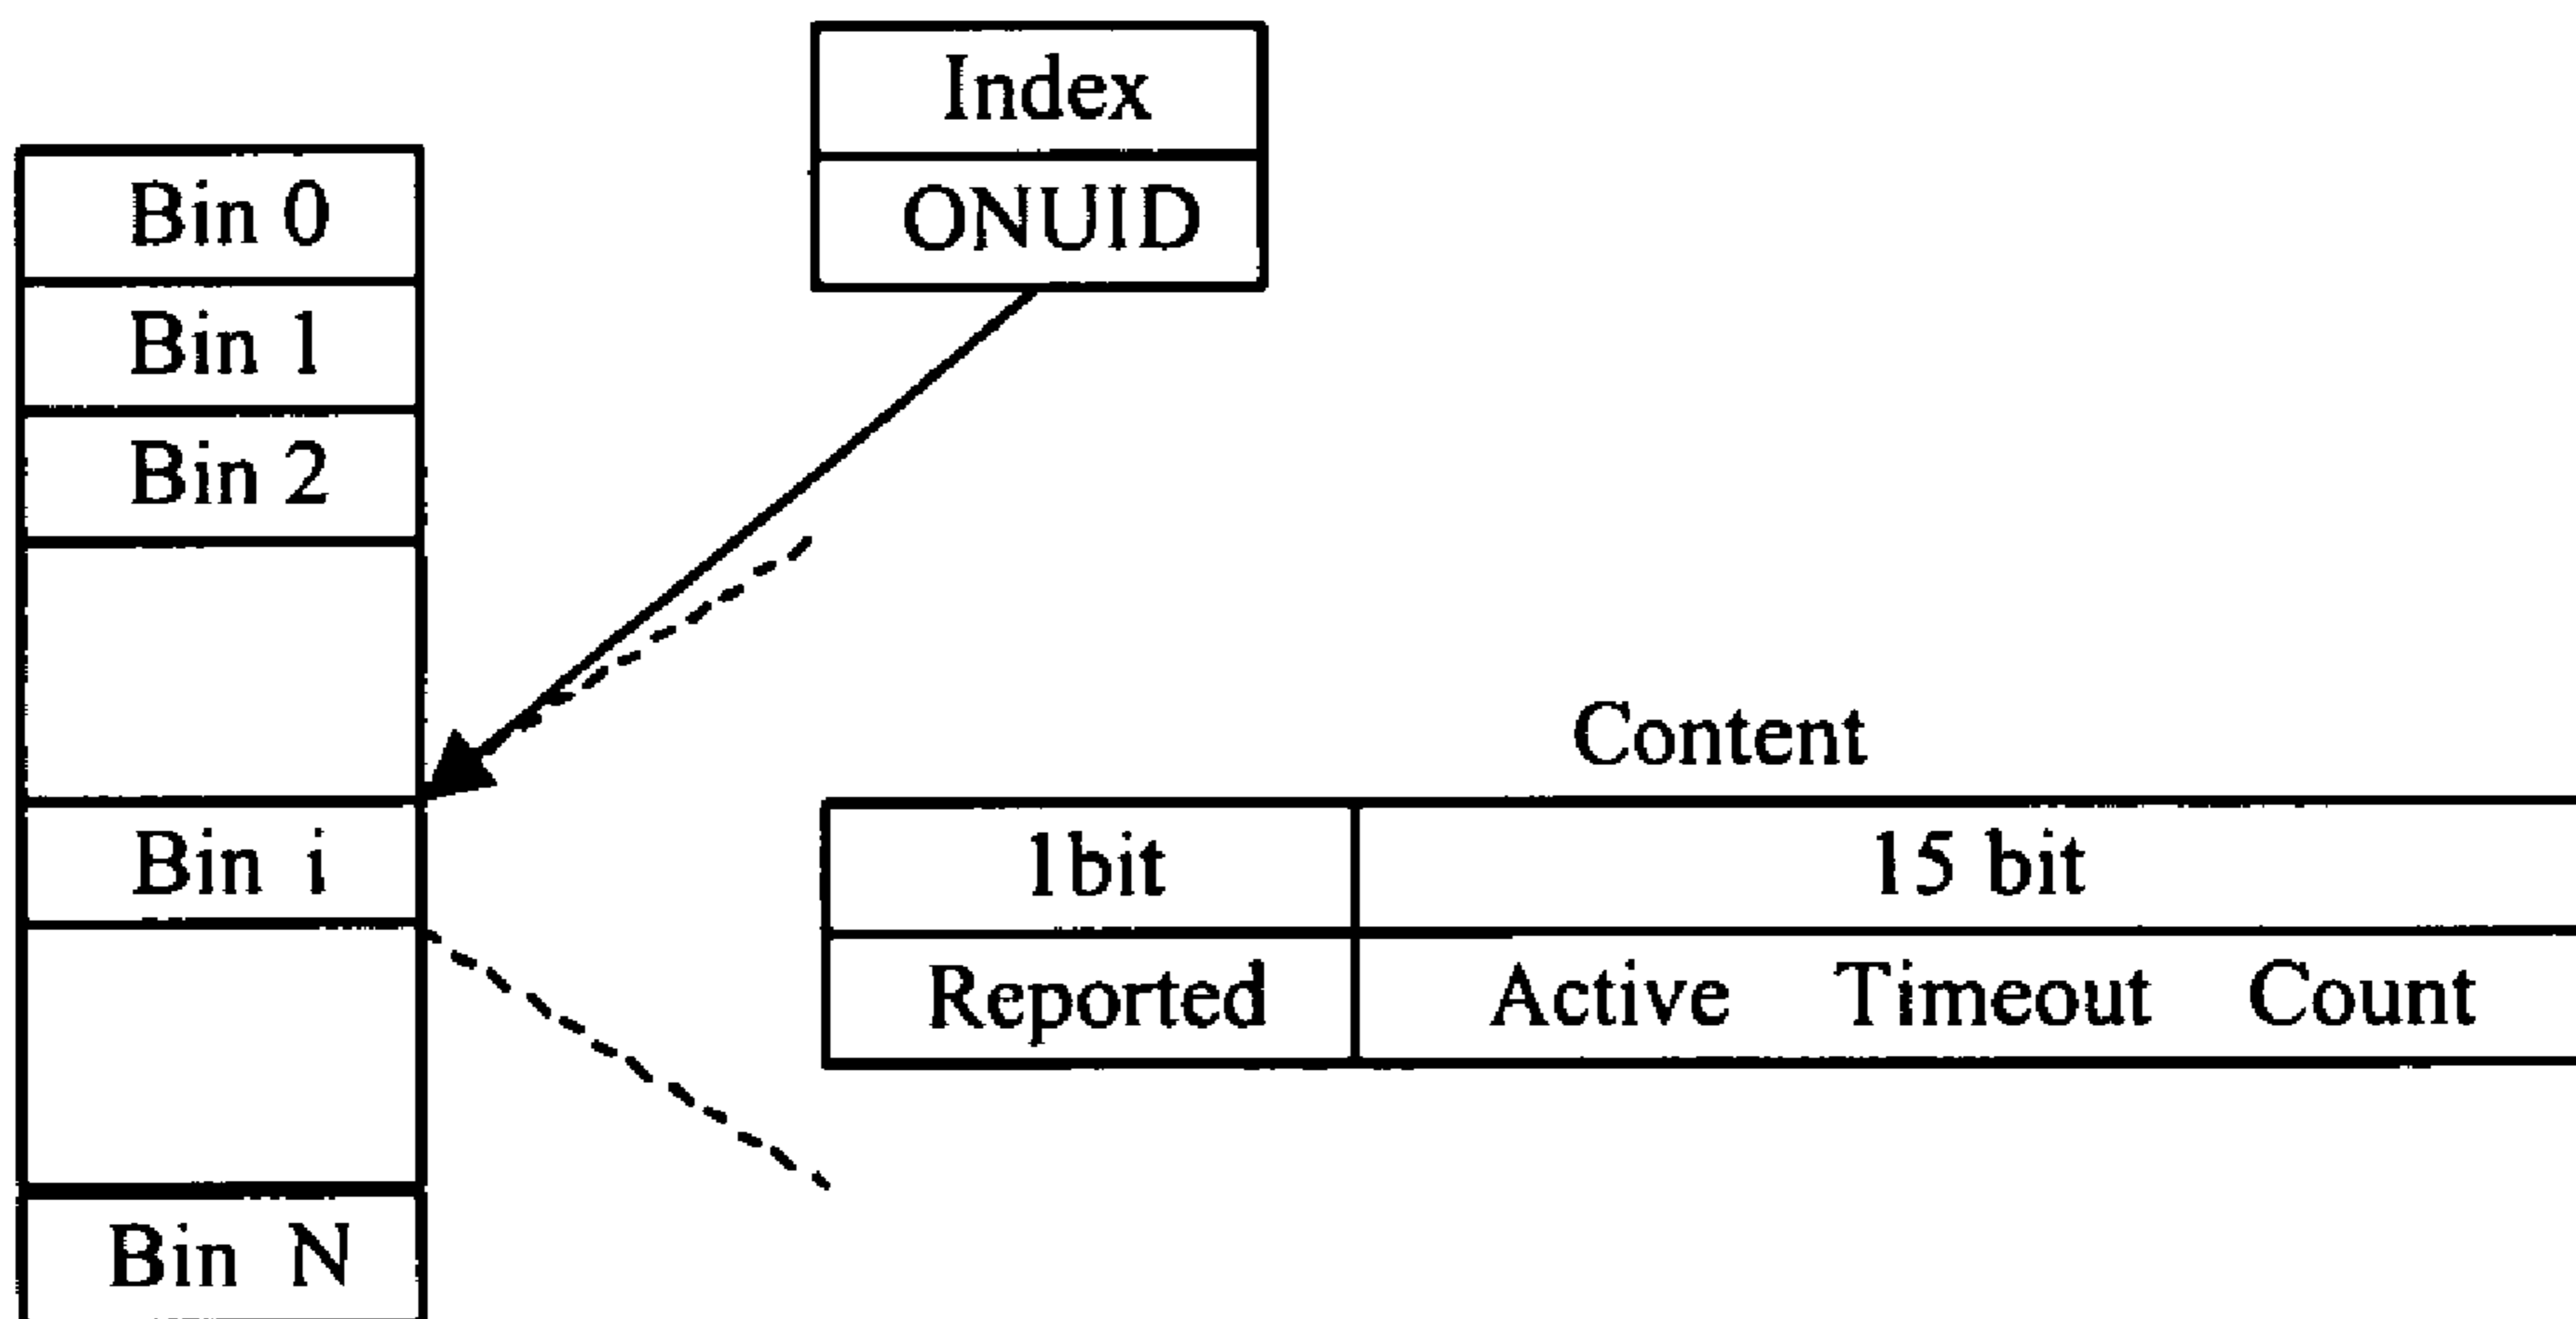 Index
ONUID
Bin 0
Bin 1
Bin 2
Bin i
Bin N
Content
1bit 15 bit
Reported Active Timeout Count